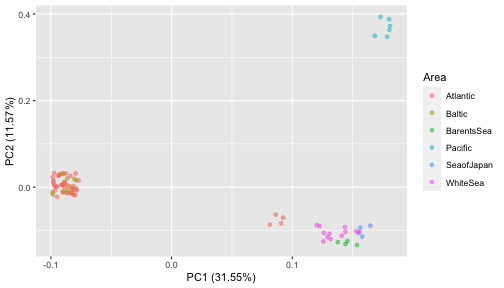 0.4
0.2
0.0
-0.1
0.0
0.1
PC1 (31.55%)
PC2 (11.57%)
Area
Atlantic
Baltic
BarentsSea
Pacific
SeaofJapan
WhiteSea